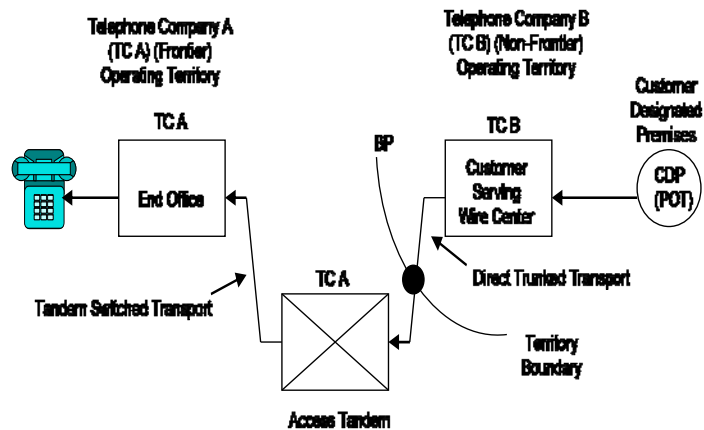 Telephone Company A
(TC A) (Frontier)
Operating Territory
Telephone Company B
(TC B) (Non-Frontier)
Operating Territory
Customer
Designated
Premises
TC A
BP
TC B
End Office
Customer
Serving
Wire Center
CDP
(POT)
TC A
Direct Trunked Transport
Tandem Switched Transport
Territory
Boundary
Access Tandem